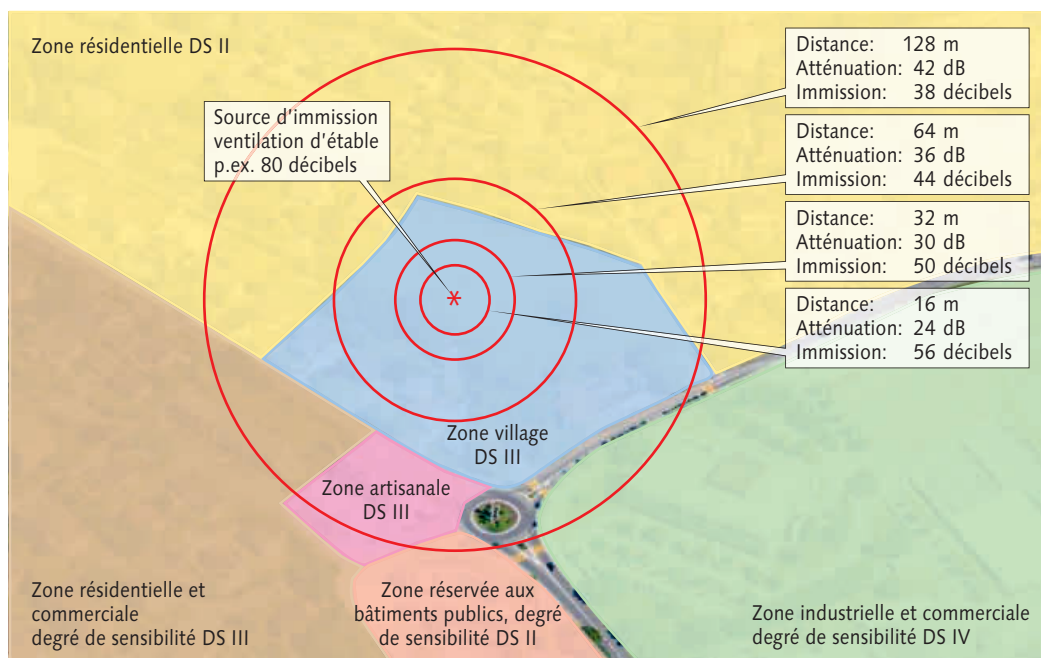 Zone résidentielle DS II
Source d'immission
ventilation d'étable
p.ex. 80 décibels
Distance: 128 m
Atténuation: 42 dB
Immission: 38 décibels
Distance: 64 m
Atténuation: 36 dB
Immission: 44 décibels
Distance: 32 m
Atténuation: 30 dB
Immission: 50 décibels
Distance: 16 m
Atténuation: 24 dB
Immission: 56 décibels
Zone village
DS III
Zone artisanale
DS III
Zone résidentielle et
commerciale
degré de sensibilité DS III
Zone réservée aux
bâtiments publics, degré
de sensibilité DS II
Zone industrielle et commerciale
degré de sensibilité DS IV